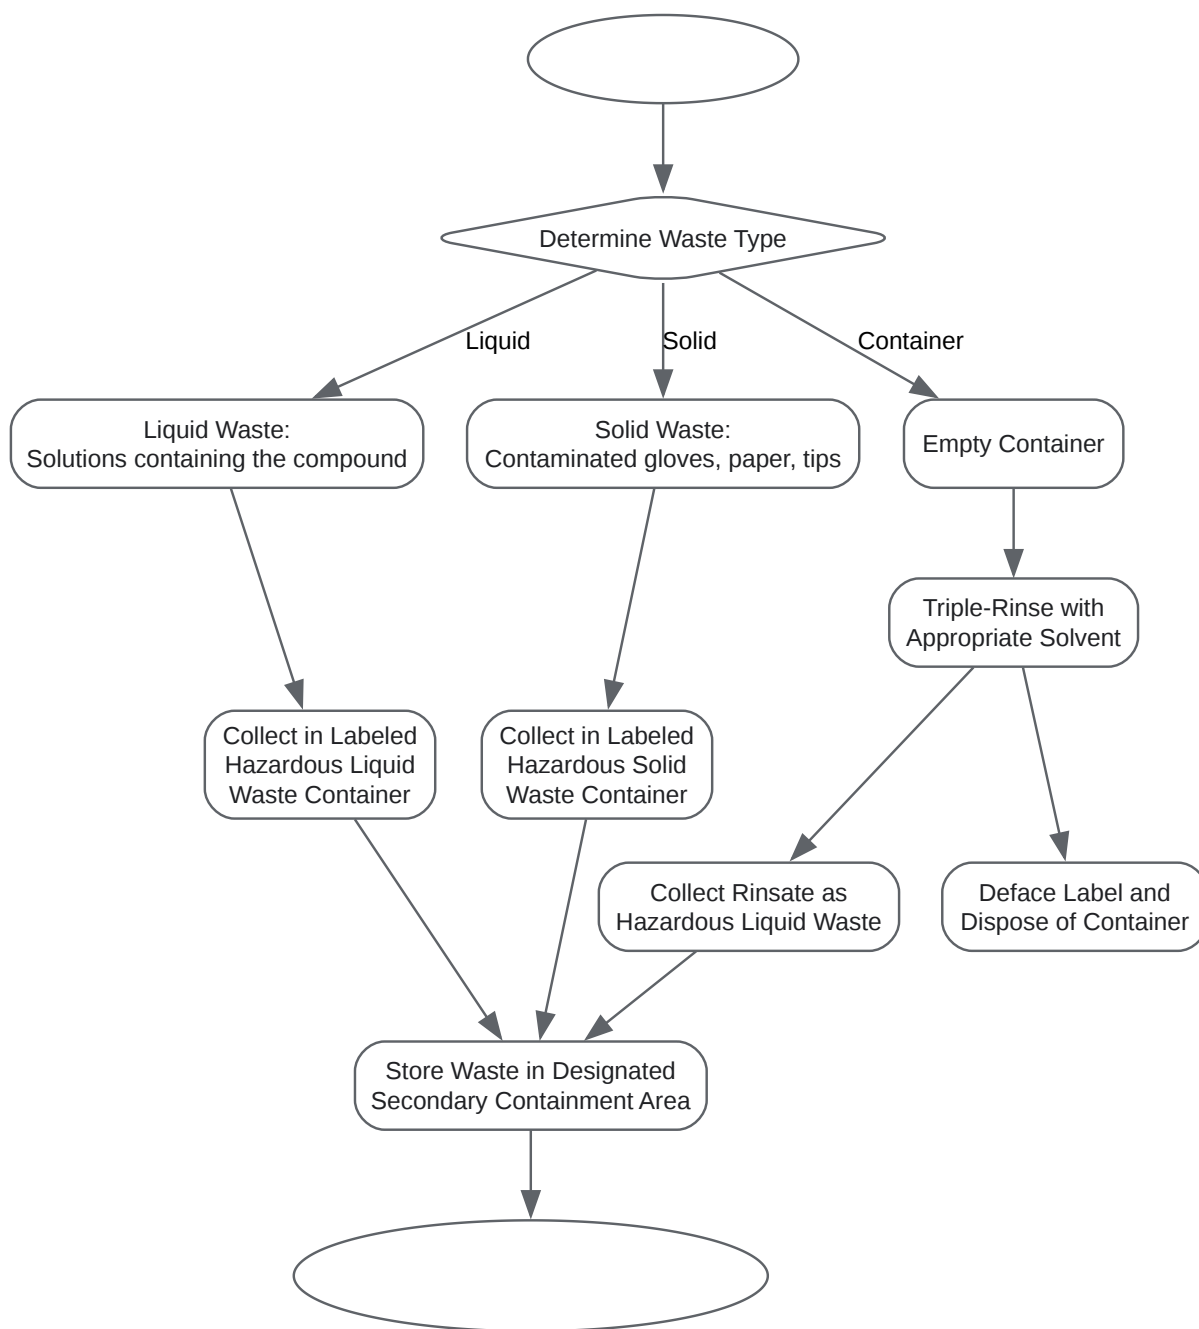 Determine Waste Type
Liquid
Solid
Container
Liquid Waste:
Solutions containing the compound
Solid Waste:
Contaminated gloves, paper, tips
Empty Container
Triple-Rinse with
Appropriate Solvent
Collect in Labeled
Hazardous Liquid
Waste Container
Collect in Labeled
Hazardous Solid
Waste Container
Collect Rinsate as
Hazardous Liquid Waste
Deface Label and
Dispose of Container
Store Waste in Designated
Secondary Containment Area